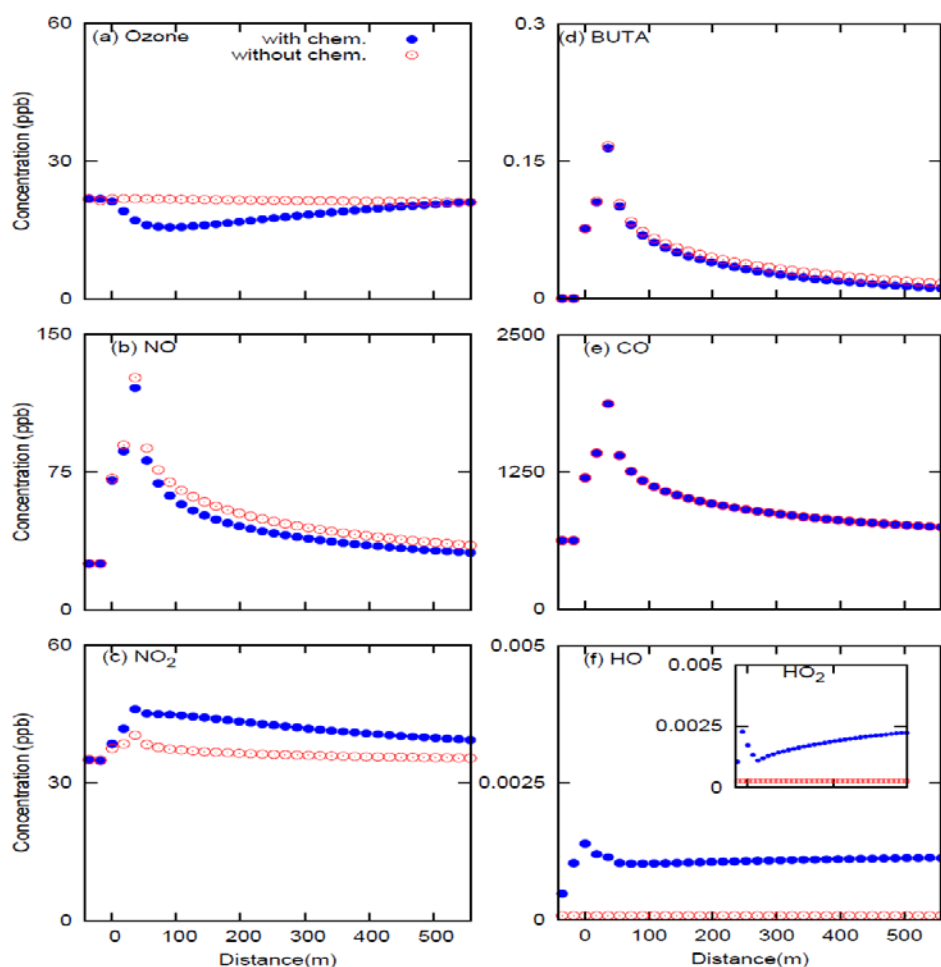 60
(a) Ozone
with chem.
without chem.
30
0
Concentration (ppb)
0.3
(d) BUTA
0.15
0
150
(b) NO
75
0
Concentration (ppb)
2500
(e) CO
1250
0
60
(c) NO₂
30
0
Concentration (ppb)
0 100 200 300 400 500
Distance(m)
0.005
(f) HO
0.0025
0
0.005
HO₂
0.0025
0
0 100 200 300 400 500
Distance(m)